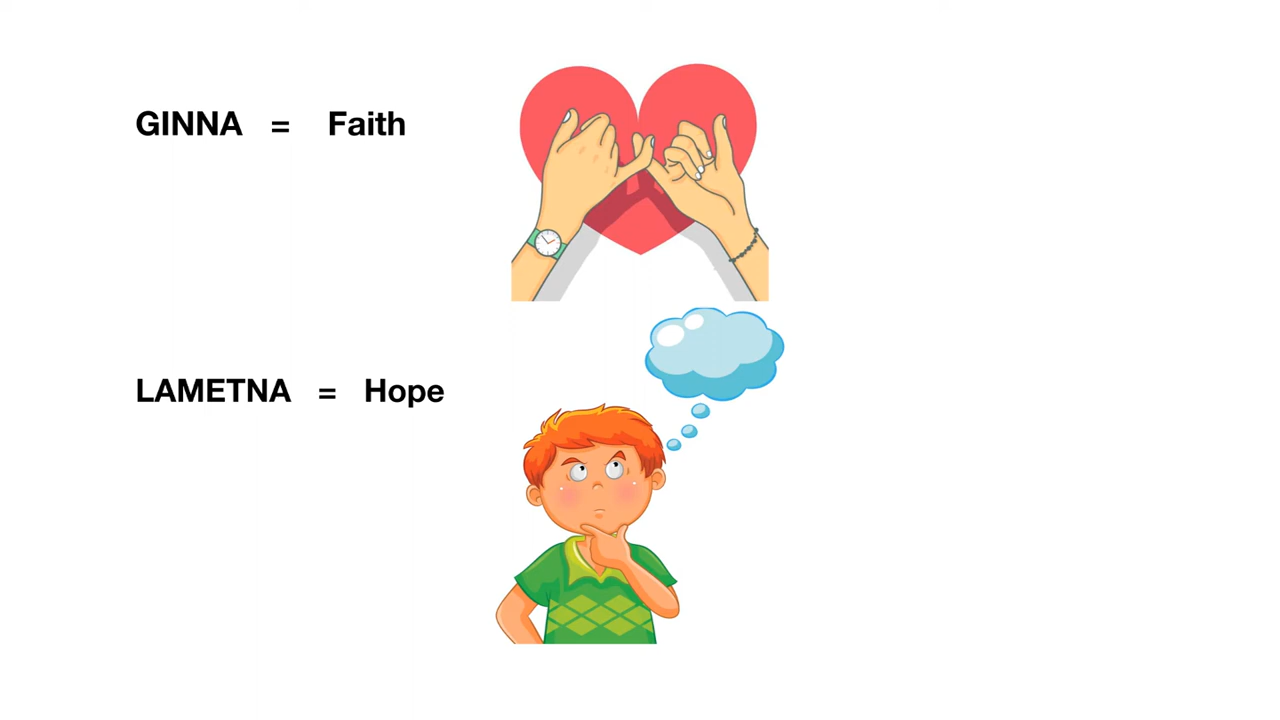 GINNA = Faith
LAMETNA = Hope